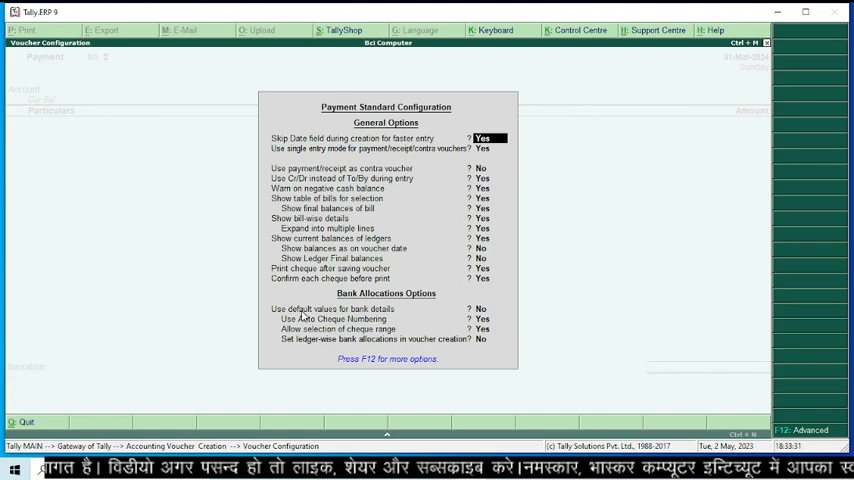 Tally.ERP 9
P: Print E: Export M: E-Mail O: Upload S: TallyShop G: Language K: Keyboard K: Control Centre H: Support Centre H: Help
Voucher Configuration Bci Computer Ctrl + M
Payment No. 2 31-Mar-2024
Sunday
Account
Cur Bal:
Particulars Amount
Payment Standard Configuration
General Options
Skip Date field during creation for faster entry ? Yes
Use single entry mode for payment/receipt/contra vouchers? Yes
Use payment/receipt as contra voucher ? No
Use Cr/Dr instead of To/By during entry ? Yes
Warn on negative cash balance ? Yes
Show table of bills for selection ? Yes
Show final balances of bill ? Yes
Show bill-wise details ? Yes
Expand into multiple lines ? Yes
Show current balances of ledgers ? Yes
Show balances as on voucher date ? No
Show Ledger Final balances ? No
Print cheque after saving voucher ? Yes
Confirm each cheque before print ? Yes
Bank Allocations Options
Use default values for bank details ? No
Use Auto Cheque Numbering ? Yes
Allow selection of cheque range ? Yes
Set ledger-wise bank allocations in voucher creation? No
Press F12 for more options.
Narration
Q: Quit
F12: Advanced
Ctrl + N
Tally MAIN --> Gateway of Tally --> Accounting Voucher Creation --> Voucher Configuration (c) Tally Solutions Pvt. Ltd., 1988-2017 Tue, 2 May, 2023 18:33:31
ागत है। विडीयो अगर पसन्द हो तो लाइक, शेयर और सब्सक्राइब करे।नमस्कार, भास्कर कम्प्यूटर इन्टिच्यूट में आपका स्व